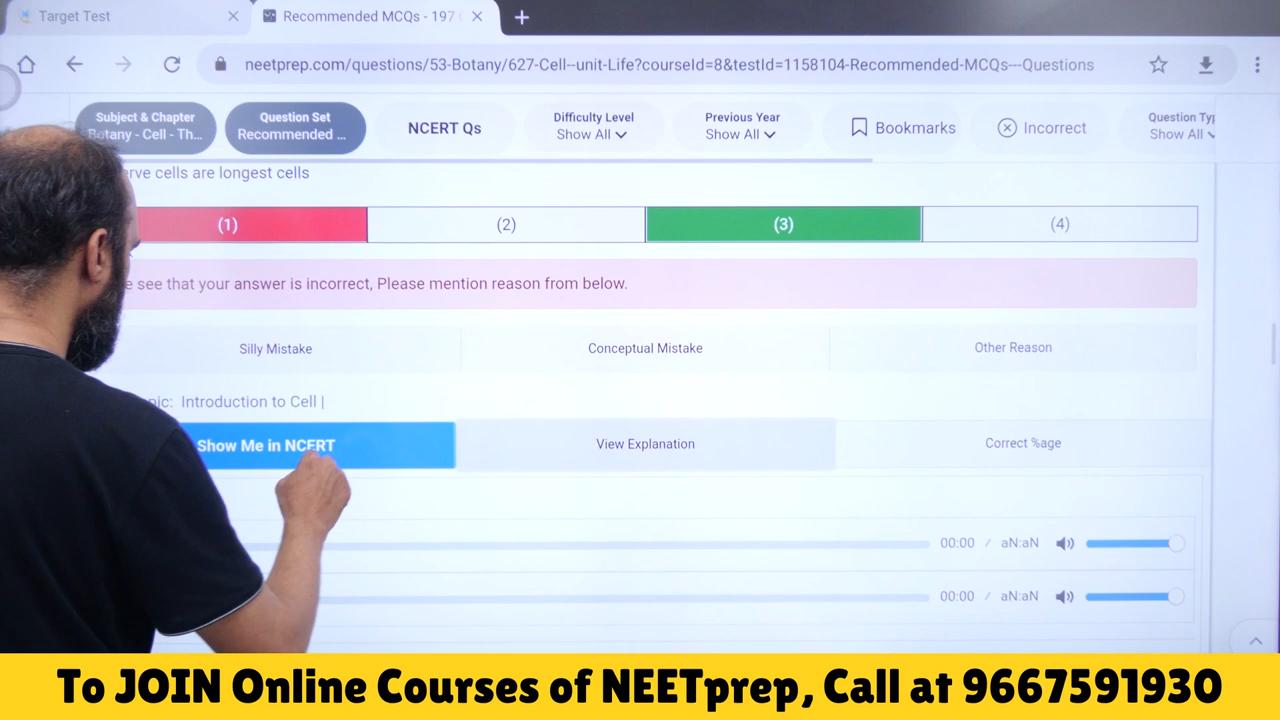 Target Test
Recommended MCQs - 197
neetprep.com/questions/53-Botany/627-Cell--unit-Life?courseId=8&testId=1158104-Recommended-MCQs---Questions
Subject & Chapter
Botany - Cell - Th...
Question Set
Recommended ...
NCERT Qs
Difficulty Level
Show All
Previous Year
Show All
Bookmarks
Incorrect
Question Typ
Show All
erve cells are longest cells
(1)
(2)
(3)
(4)
e see that your answer is incorrect, Please mention reason from below.
Silly Mistake
Conceptual Mistake
Other Reason
pic: Introduction to Cell |
Show Me in NCERT
View Explanation
Correct %age
00:00 / aN:aN
00:00 / aN:aN
To JOIN Online Courses of NEETprep, Call at 9667591930